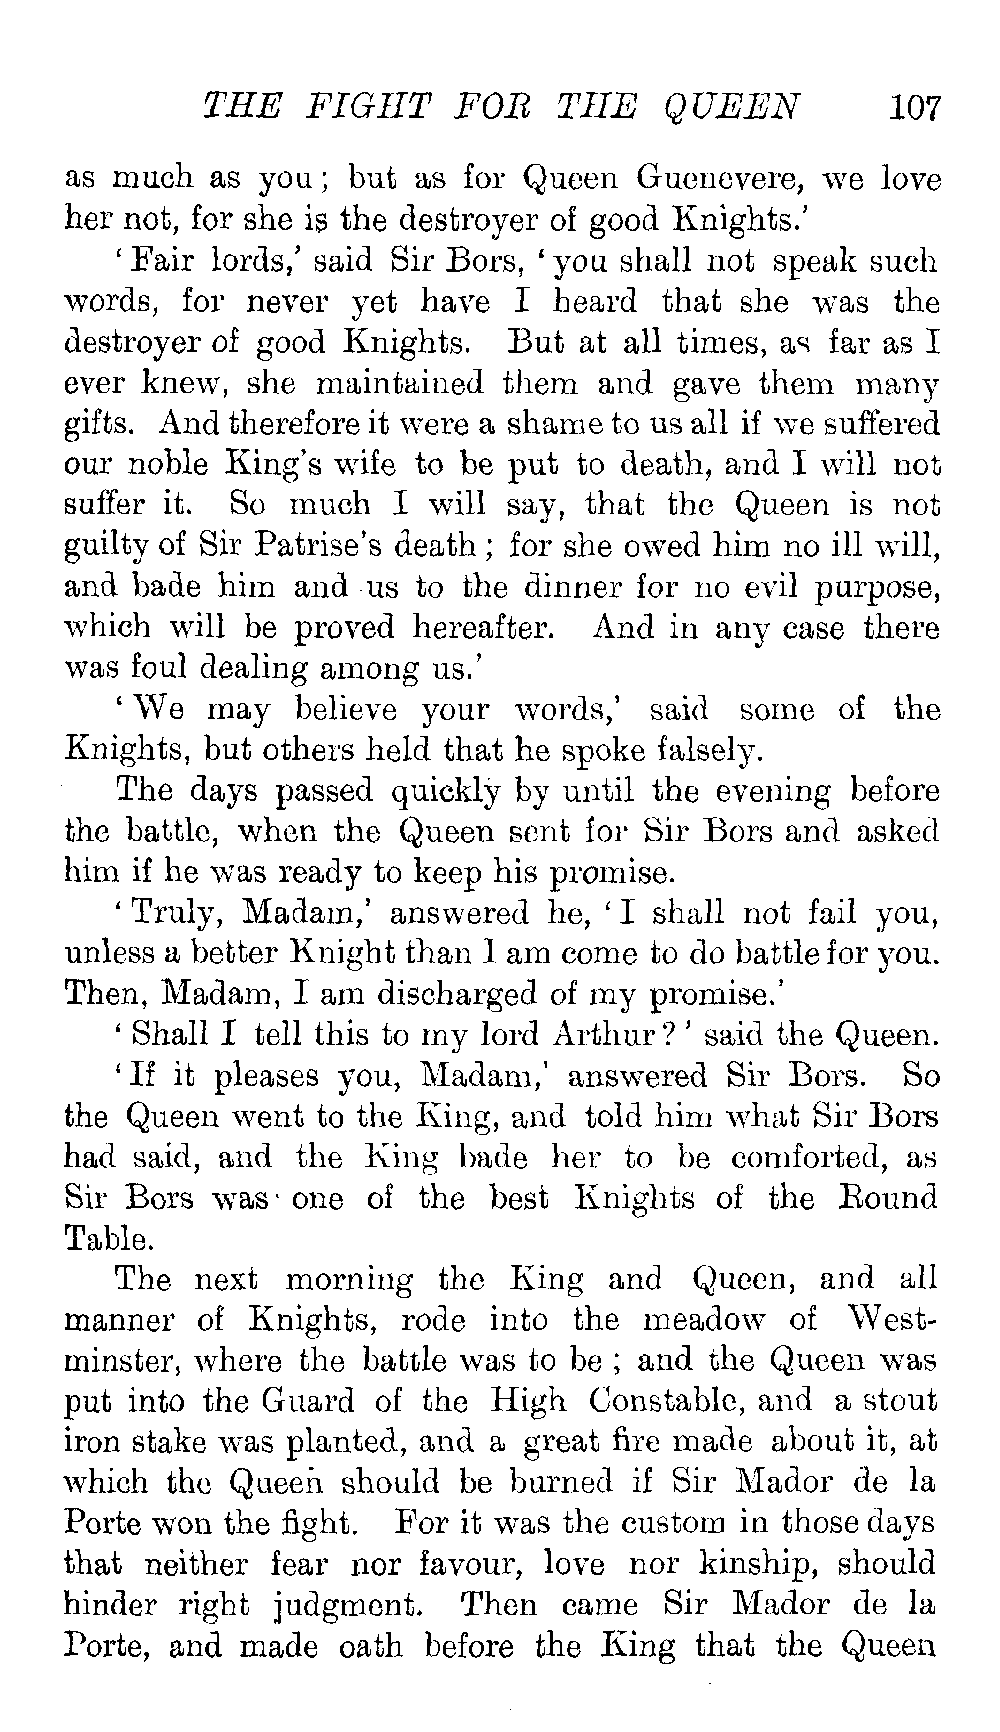 THE FIGHT FOR THE QUEEN 107
as much as you; but as for Queen Guenevere, we love
her not, for she is the destroyer of good Knights.’
‘Fair lords,’ said Sir Bors, ‘you shall not speak such
words, for never yet have I heard that she was the
destroyer of good Knights. But at all times, as far as I
ever knew, she maintained them and gave them many
gifts. And therefore it were a shame to us all if we suffered
our noble King’s wife to be put to death, and I will not
suffer it. So much I will say, that the Queen is not
guilty of Sir Patrise’s death; for she owed him no ill will,
and bade him and us to the dinner for no evil purpose,
which will be proved hereafter. And in any case there
was foul dealing among us.’
‘We may believe your words,’ said some of the
Knights, but others held that he spoke falsely.
The days passed quickly by until the evening before
the battle, when the Queen sent for Sir Bors and asked
him if he was ready to keep his promise.
‘Truly, Madam,’ answered he, ‘I shall not fail you,
unless a better Knight than I am come to do battle for you.
Then, Madam, I am discharged of my promise.’
‘Shall I tell this to my lord Arthur?’ said the Queen.
‘If it pleases you, Madam,’ answered Sir Bors. So
the Queen went to the King, and told him what Sir Bors
had said, and the King bade her to be comforted, as
Sir Bors was one of the best Knights of the Round
Table.
The next morning the King and Queen, and all
manner of Knights, rode into the meadow of West-
minster, where the battle was to be; and the Queen was
put into the Guard of the High Constable, and a stout
iron stake was planted, and a great fire made about it, at
which the Queen should be burned if Sir Mador de la
Porte won the fight. For it was the custom in those days
that neither fear nor favour, love nor kinship, should
hinder right judgment. Then came Sir Mador de la
Porte, and made oath before the King that the Queen